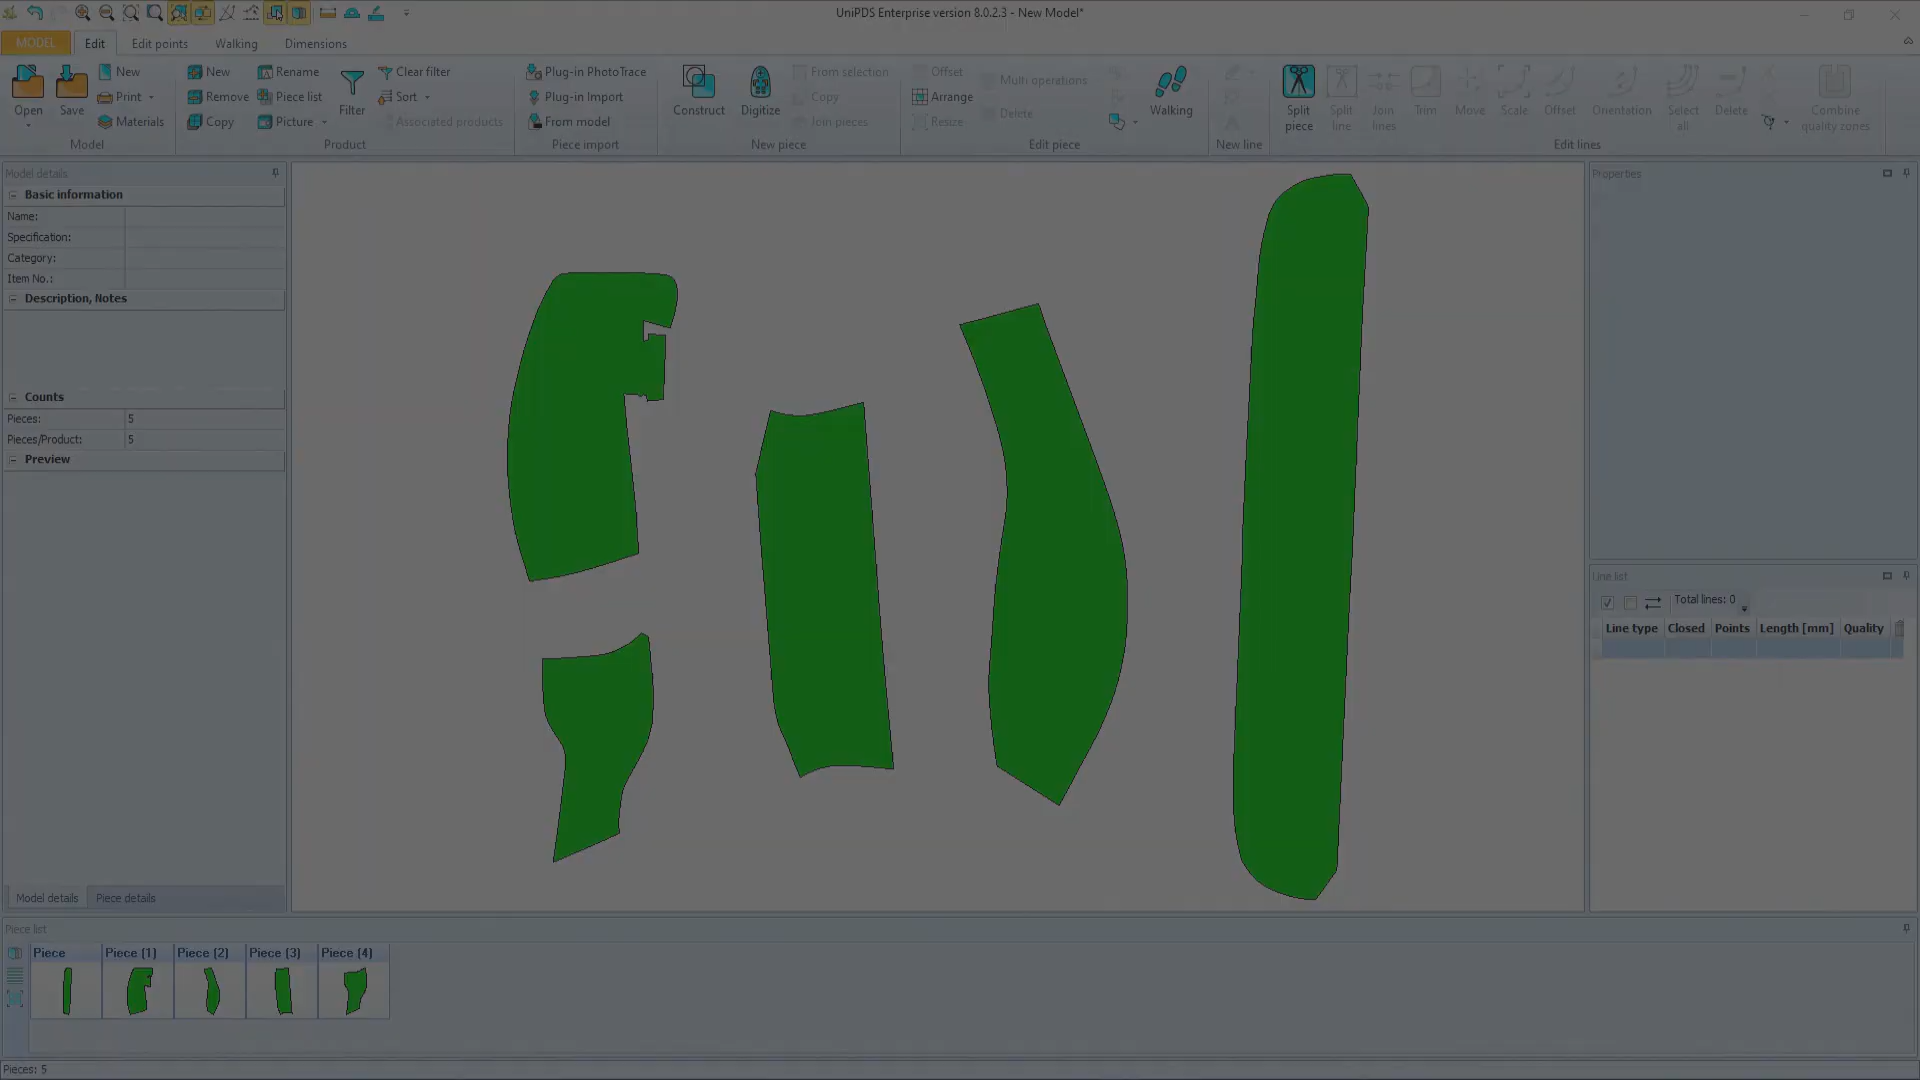 UniPDS Enterprise version 8.0.2.3 - New Model*
MODEL Edit Edit points Walking Dimensions
New New Rename Clear filter Plug-in PhotoTrace From selection Offset Multi operations
Print Remove Piece list Sort Plug-in Import Copy Arrange
Materials Copy Picture Associated products From model Join pieces Resize Delete
Open Save Filter Construct Digitize Walking Split piece Split line Join lines Trim Move Scale Offset Orientation Select all Delete Combine quality zones
Model Product Piece import New piece Edit piece New line Edit lines
Model details
Basic information
Name:
Specification:
Category:
Item No.:
Description, Notes
Counts
Pieces: 5
Pieces/Product: 5
Preview
Model details Piece details
Properties
Line list
Total lines: 0
Line type Closed Points Length [mm] Quality
Piece list
Piece Piece (1) Piece (2) Piece (3) Piece (4)
Pieces: 5